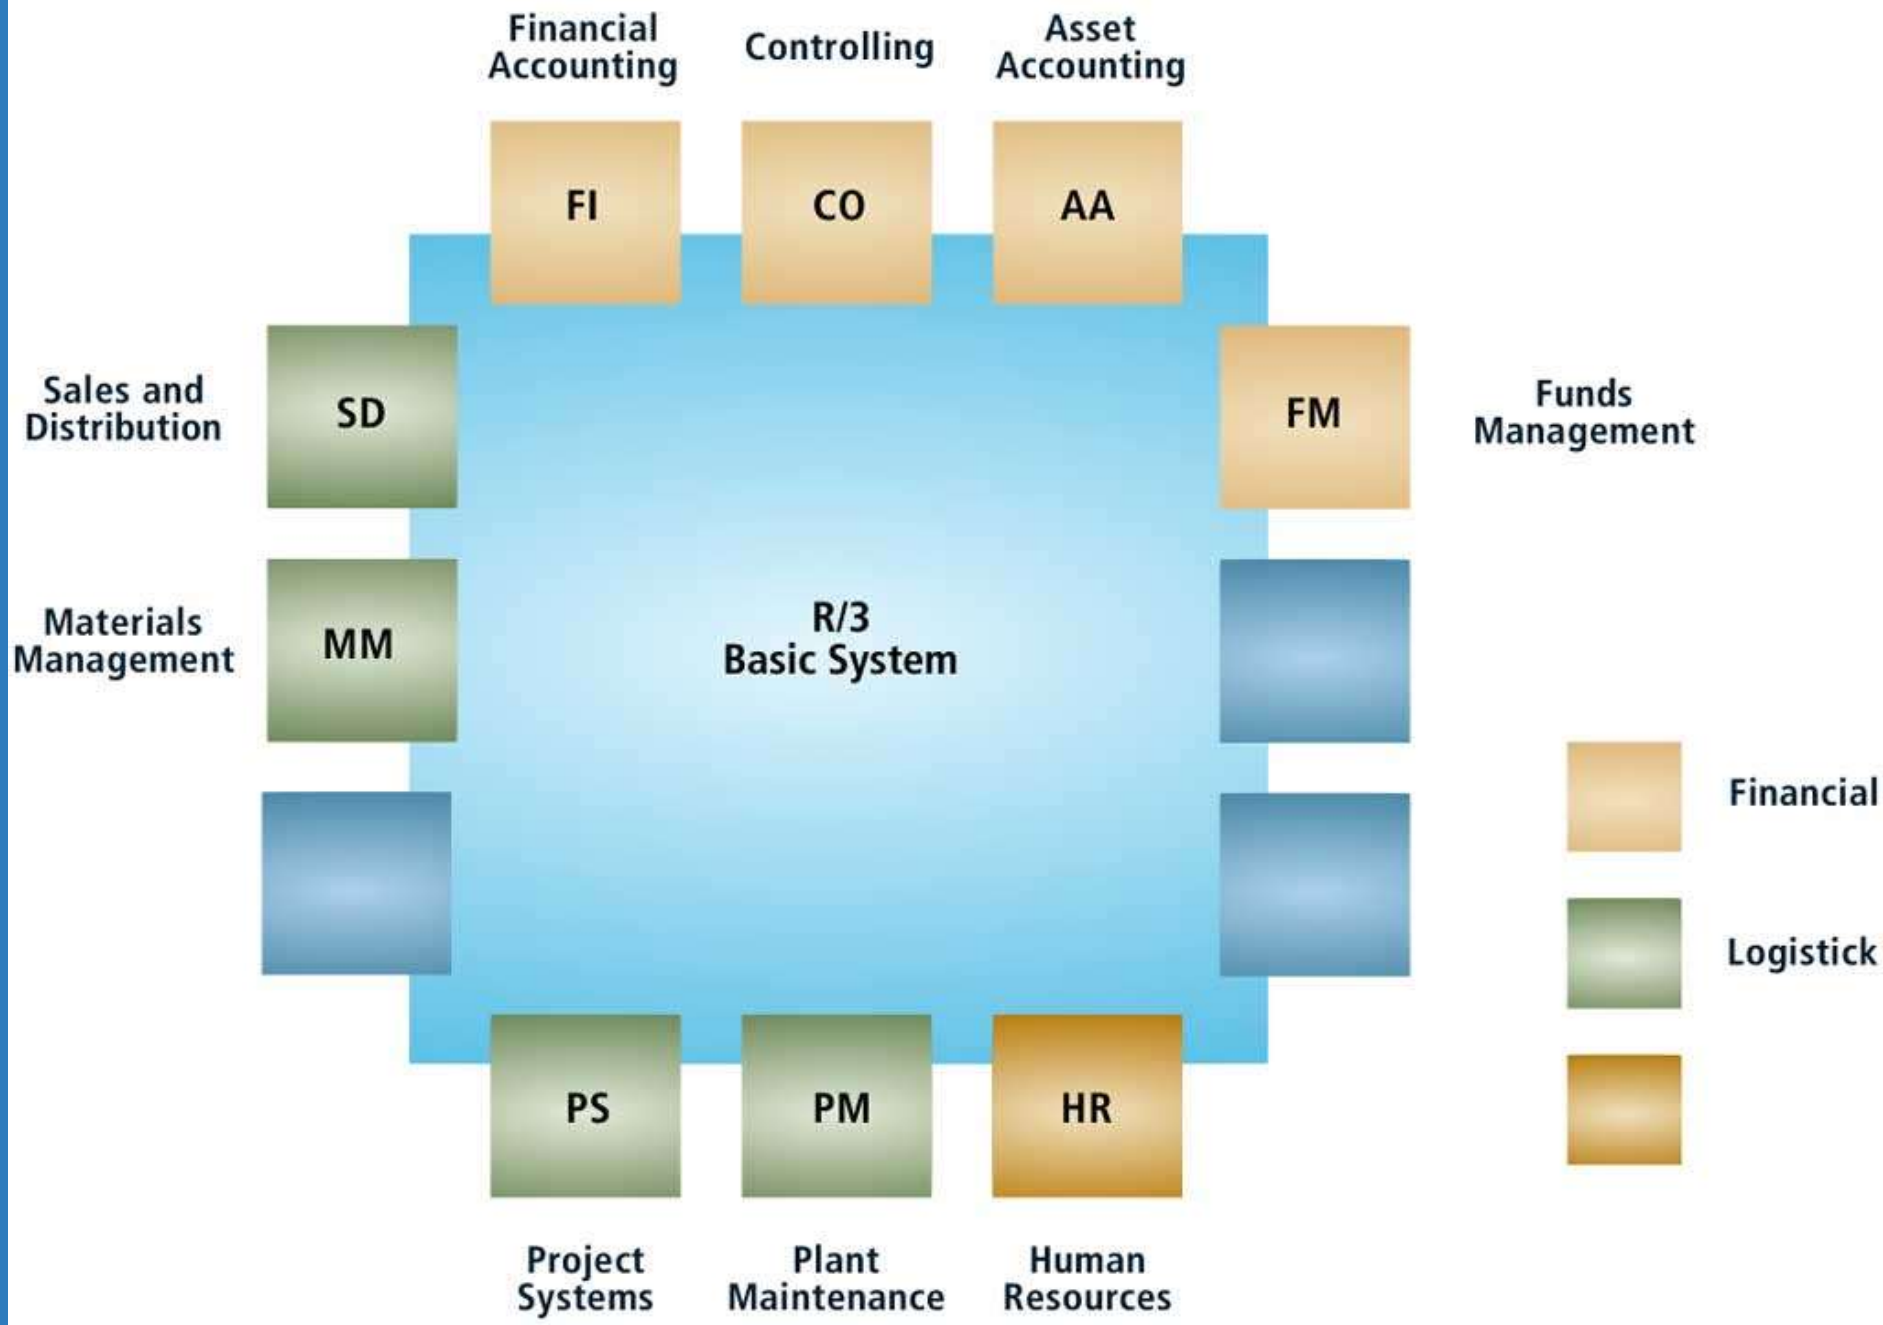 Financial
Accounting
Controlling
Asset
Accounting
FI
CO
AA
Sales and
Distribution
SD
FM
Funds
Management
Materials
Management
MM
R/3
Basic System
Financial
Logistick
PS
PM
HR
Project
Systems
Plant
Maintenance
Human
Resources